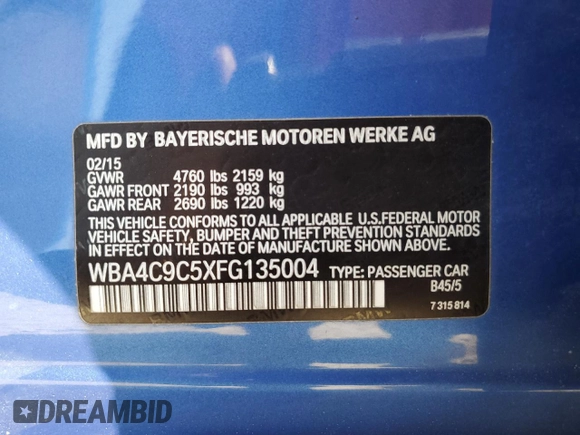 MFD BY BAYERISCHE MOTOREN WERKE AG
02/15
GVWR 4760 lbs 2159 kg
GAWR FRONT 2190 lbs 993 kg
GAWR REAR 2690 lbs 1220 kg
THIS VEHICLE CONFORMS TO ALL APPLICABLE U.S.FEDERAL MOTOR
VEHICLE SAFETY, BUMPER, AND THEFT PREVENTION STANDARDS
IN EFFECT ON THE DATE OF MANUFACTURE SHOWN ABOVE.
WBA4C9C5XFG135004 TYPE: PASSENGER CAR
B45/5
7 315 814
DREAMBID